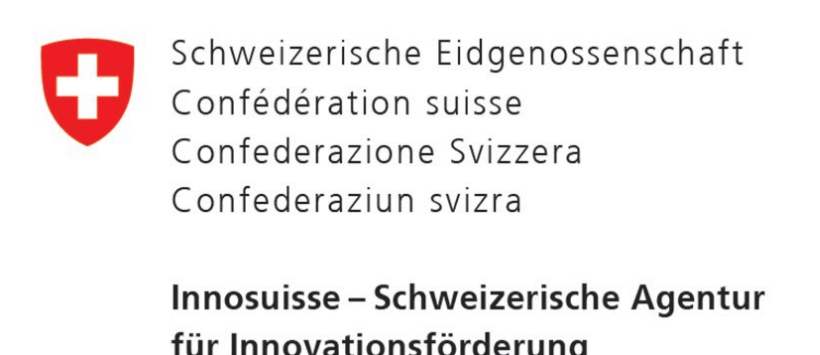 Schweizerische Eidgenossenschaft
Confédération suisse
Confederazione Svizzera
Confederaziun svizra
Innosuisse – Schweizerische Agentur
für Innovationsförderung